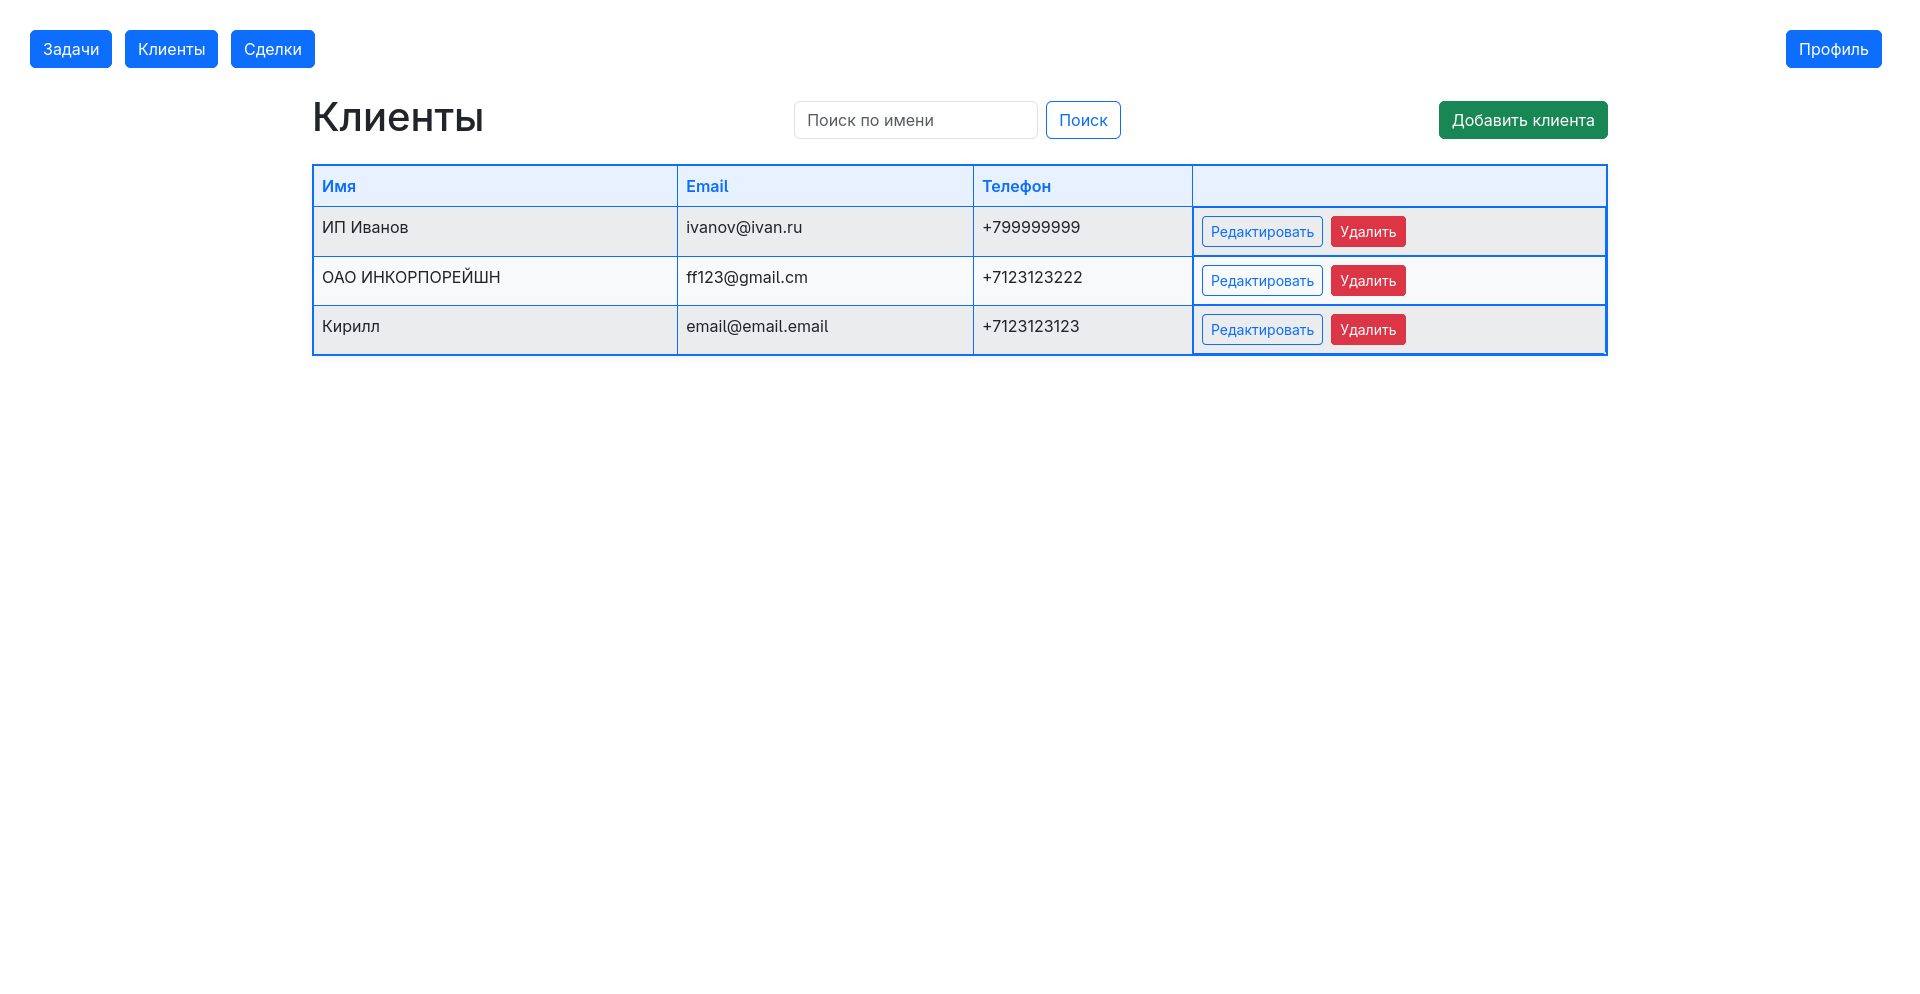 Задачи Клиенты Сделки Профиль
Клиенты Поиск по имени Поиск Добавить клиента
Имя Email Телефон
ИП Иванов ivanov@ivan.ru +799999999 Редактировать Удалить
ОАО ИНКОРПОРЕЙШН ff123@gmail.cm +7123123222 Редактировать Удалить
Кирилл email@email.email +7123123123 Редактировать Удалить